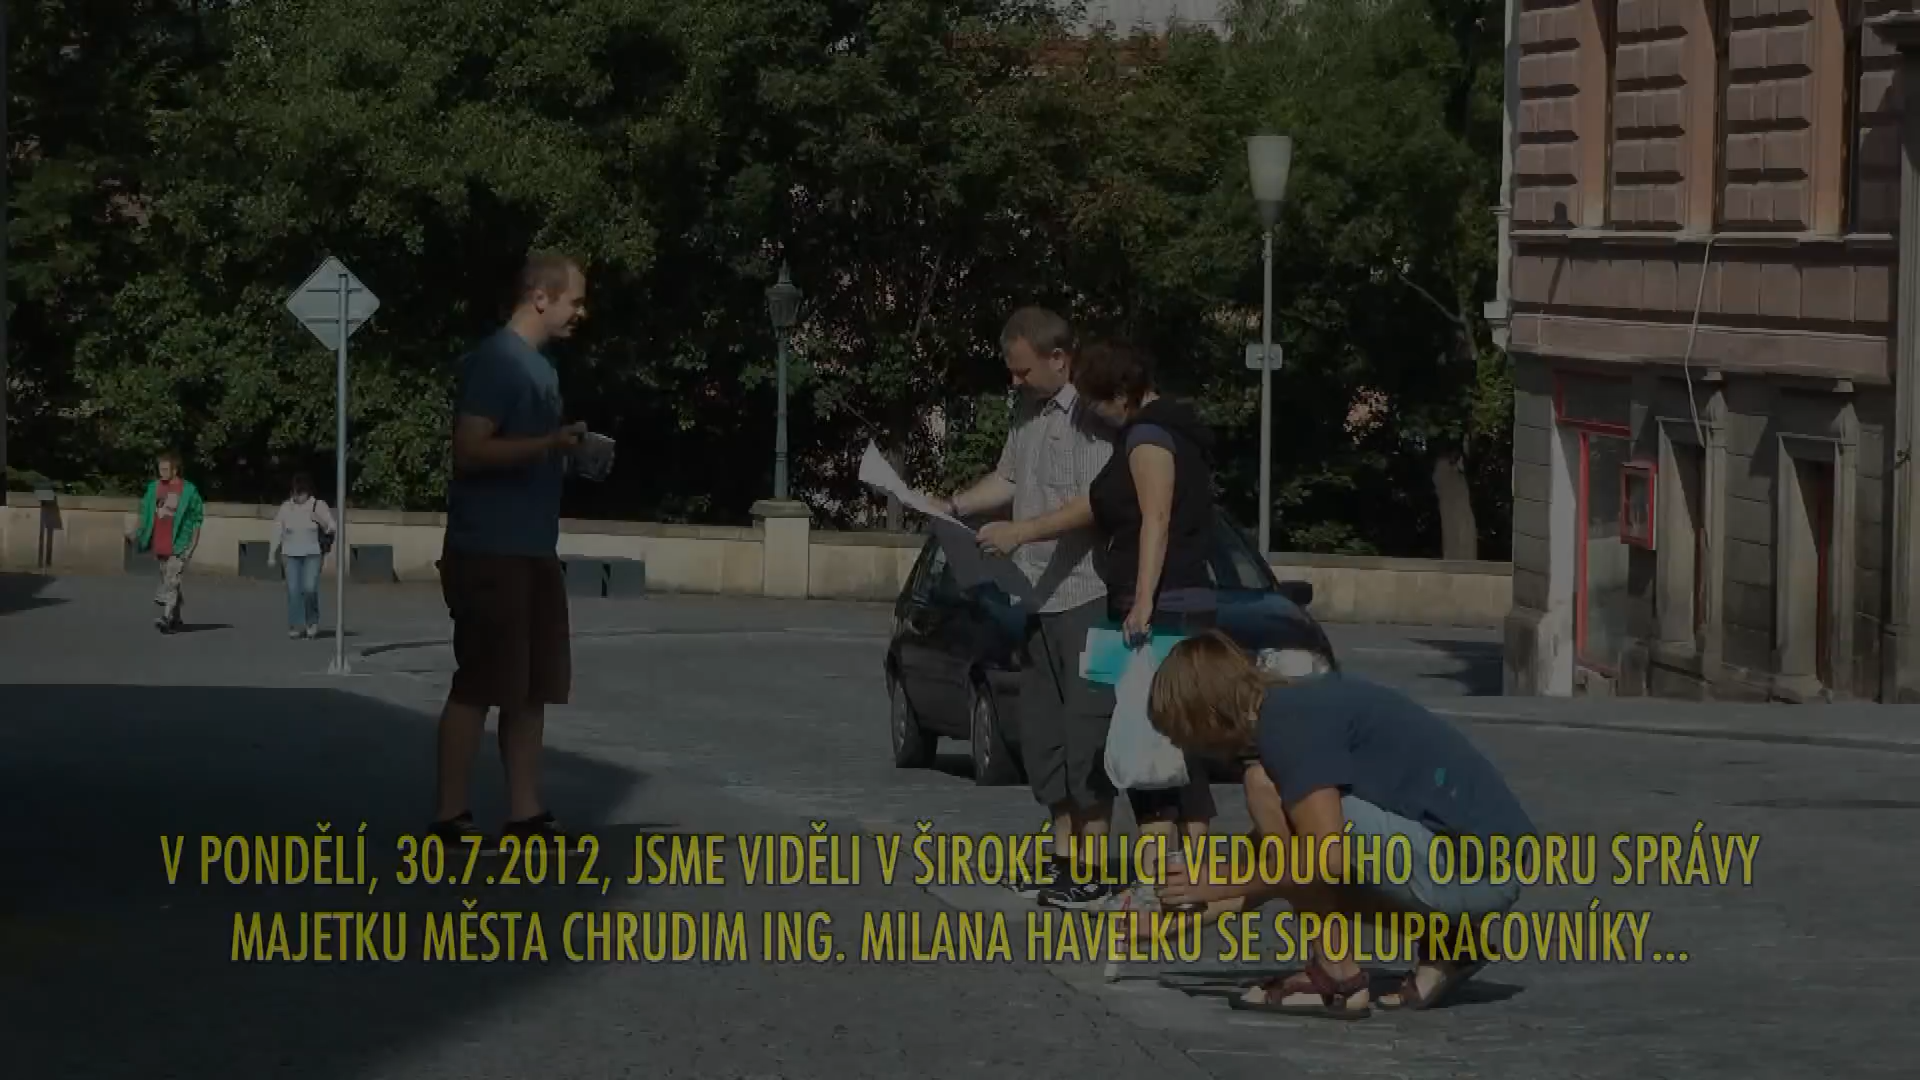 V PONDĚLÍ, 30.7.2012, JSME VIDĚLI V ŠIROKÉ ULICI VEDOUCÍHO ODBORU SPRÁVY
MAJETKU MĚSTA CHRUDIM ING. MILANA HAVELKU SE SPOLUPRACOVNÍKY...